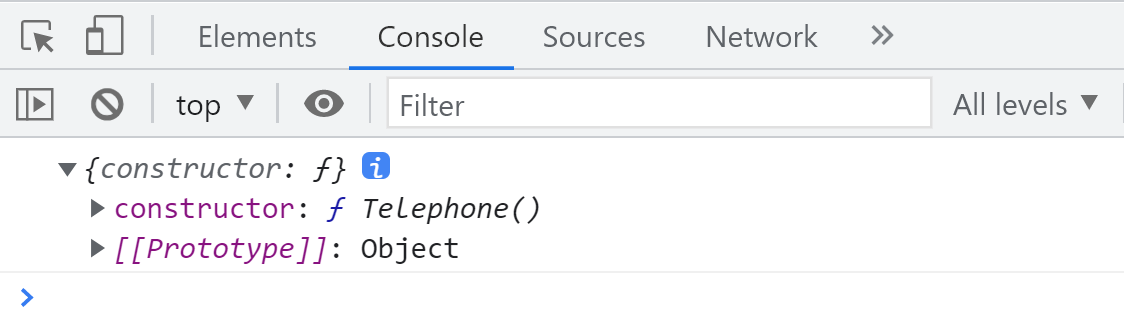 Elements Console Sources Network »
top ▼ Filter All levels ▼
▼ {constructor: ƒ} i
▶ constructor: ƒ Telephone()
▶ [[Prototype]]: Object
>